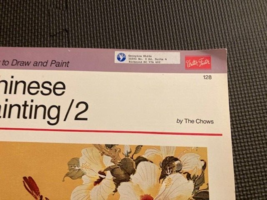 to Draw and Paint
128
hinese
ainting/2
by The Chows